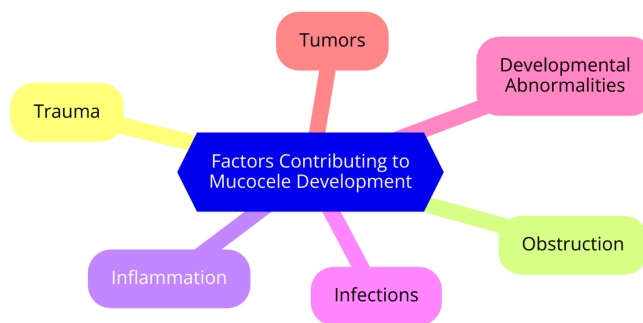 Tumors
Developmental
Abnormalities
Trauma
Factors Contributing to
Mucocele Development
Obstruction
Inflammation
Infections